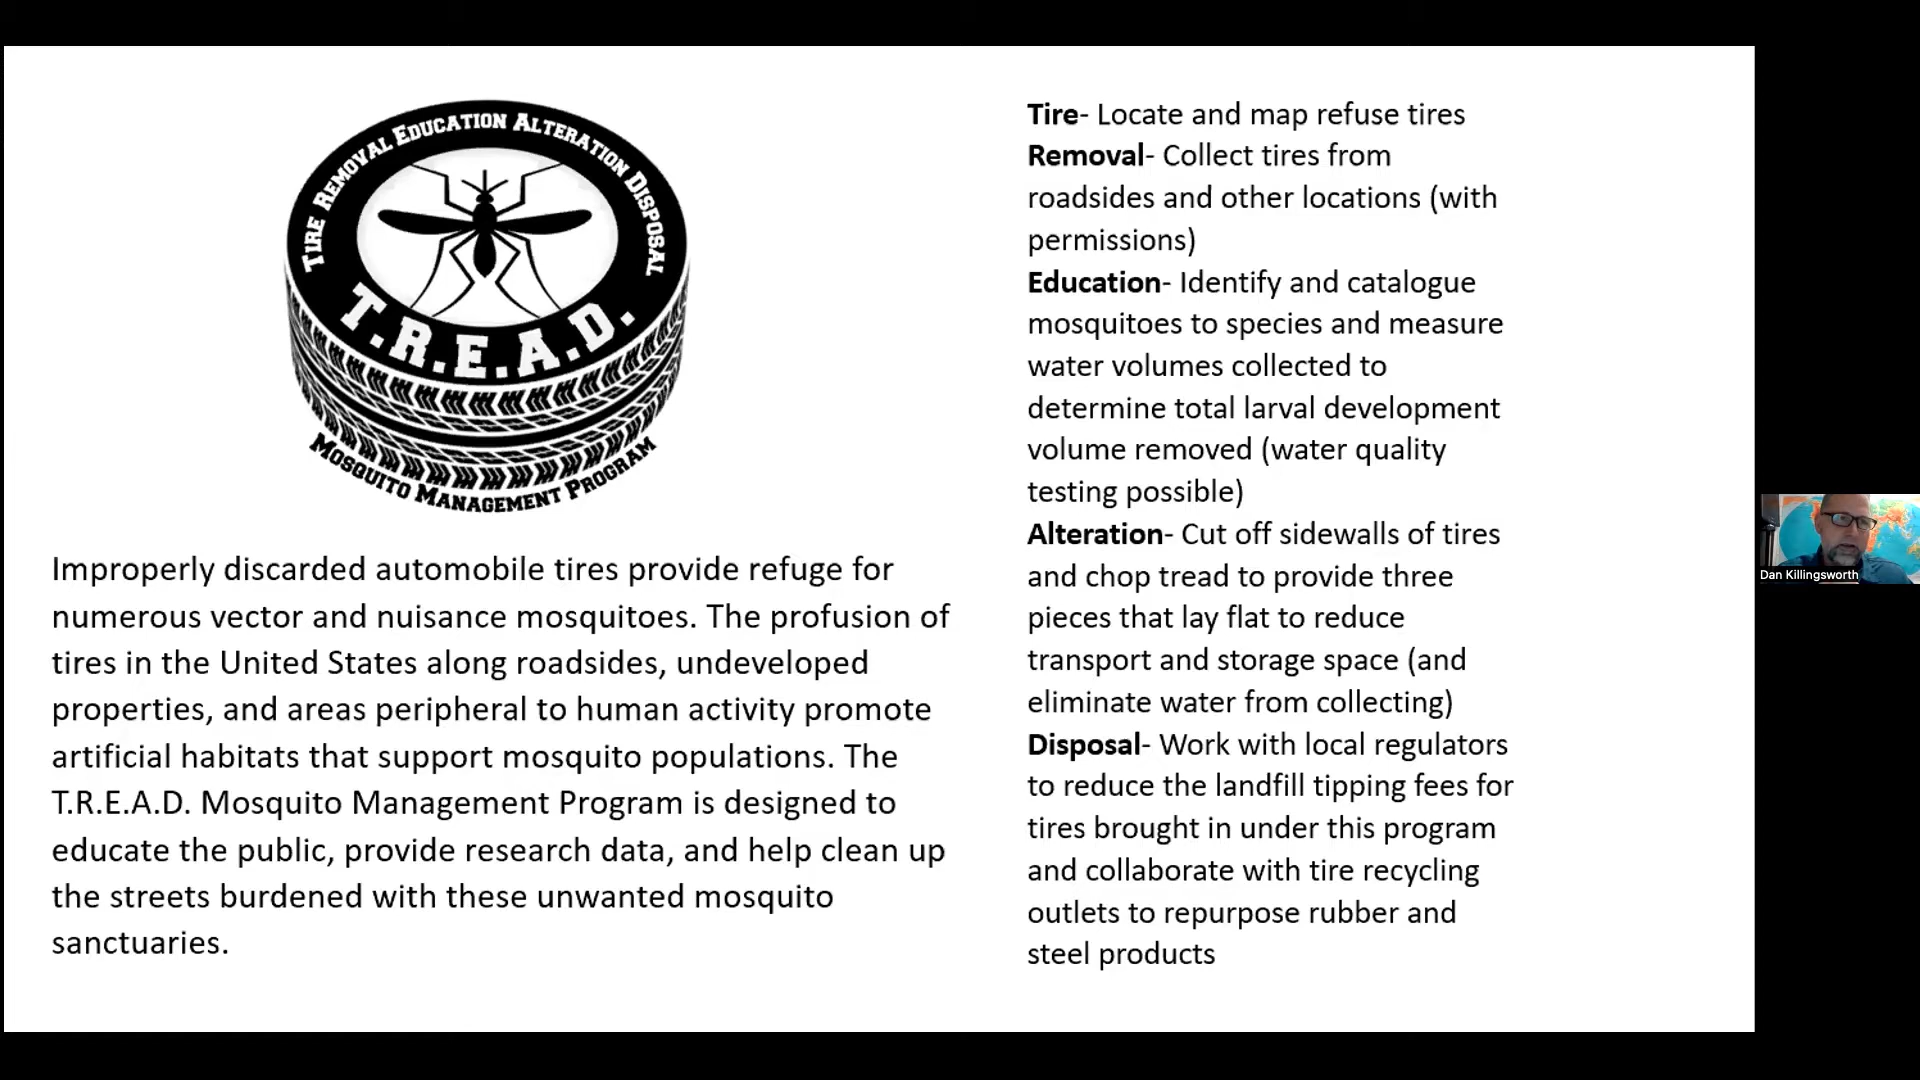 TIRE REMOVAL EDUCATION ALTERATION DISPOSAL
T.R.E.A.D.
MOSQUITO MANAGEMENT PROGRAM
Improperly discarded automobile tires provide refuge for
numerous vector and nuisance mosquitoes. The profusion of
tires in the United States along roadsides, undeveloped
properties, and areas peripheral to human activity promote
artificial habitats that support mosquito populations. The
T.R.E.A.D. Mosquito Management Program is designed to
educate the public, provide research data, and help clean up
the streets burdened with these unwanted mosquito
sanctuaries.
Tire- Locate and map refuse tires
Removal- Collect tires from
roadsides and other locations (with
permissions)
Education- Identify and catalogue
mosquitoes to species and measure
water volumes collected to
determine total larval development
volume removed (water quality
testing possible)
Alteration- Cut off sidewalls of tires
and chop tread to provide three
pieces that lay flat to reduce
transport and storage space (and
eliminate water from collecting)
Disposal- Work with local regulators
to reduce the landfill tipping fees for
tires brought in under this program
and collaborate with tire recycling
outlets to repurpose rubber and
steel products
Dan Killingsworth